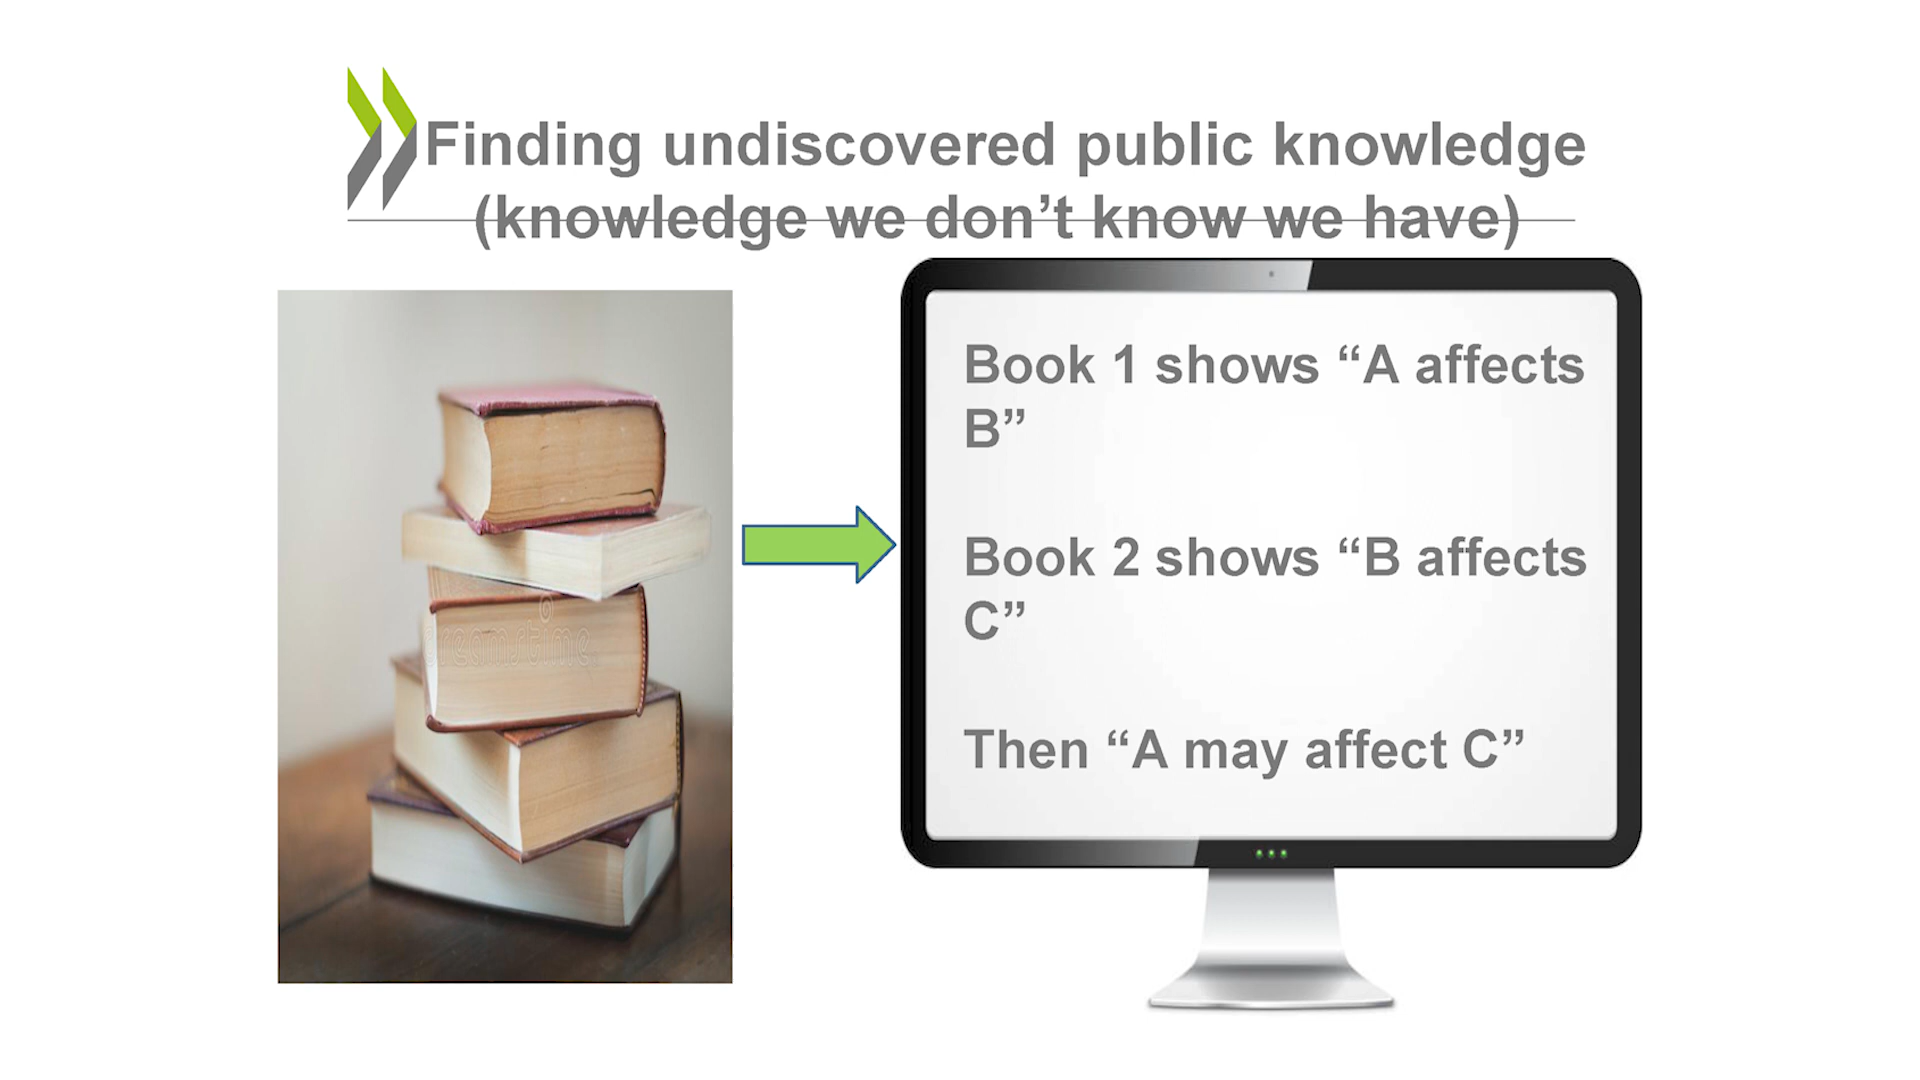 Finding undiscovered public knowledge
(knowledge we don’t know we have)
Book 1 shows “A affects
B”
Book 2 shows “B affects
C”
Then “A may affect C”
dreamstime